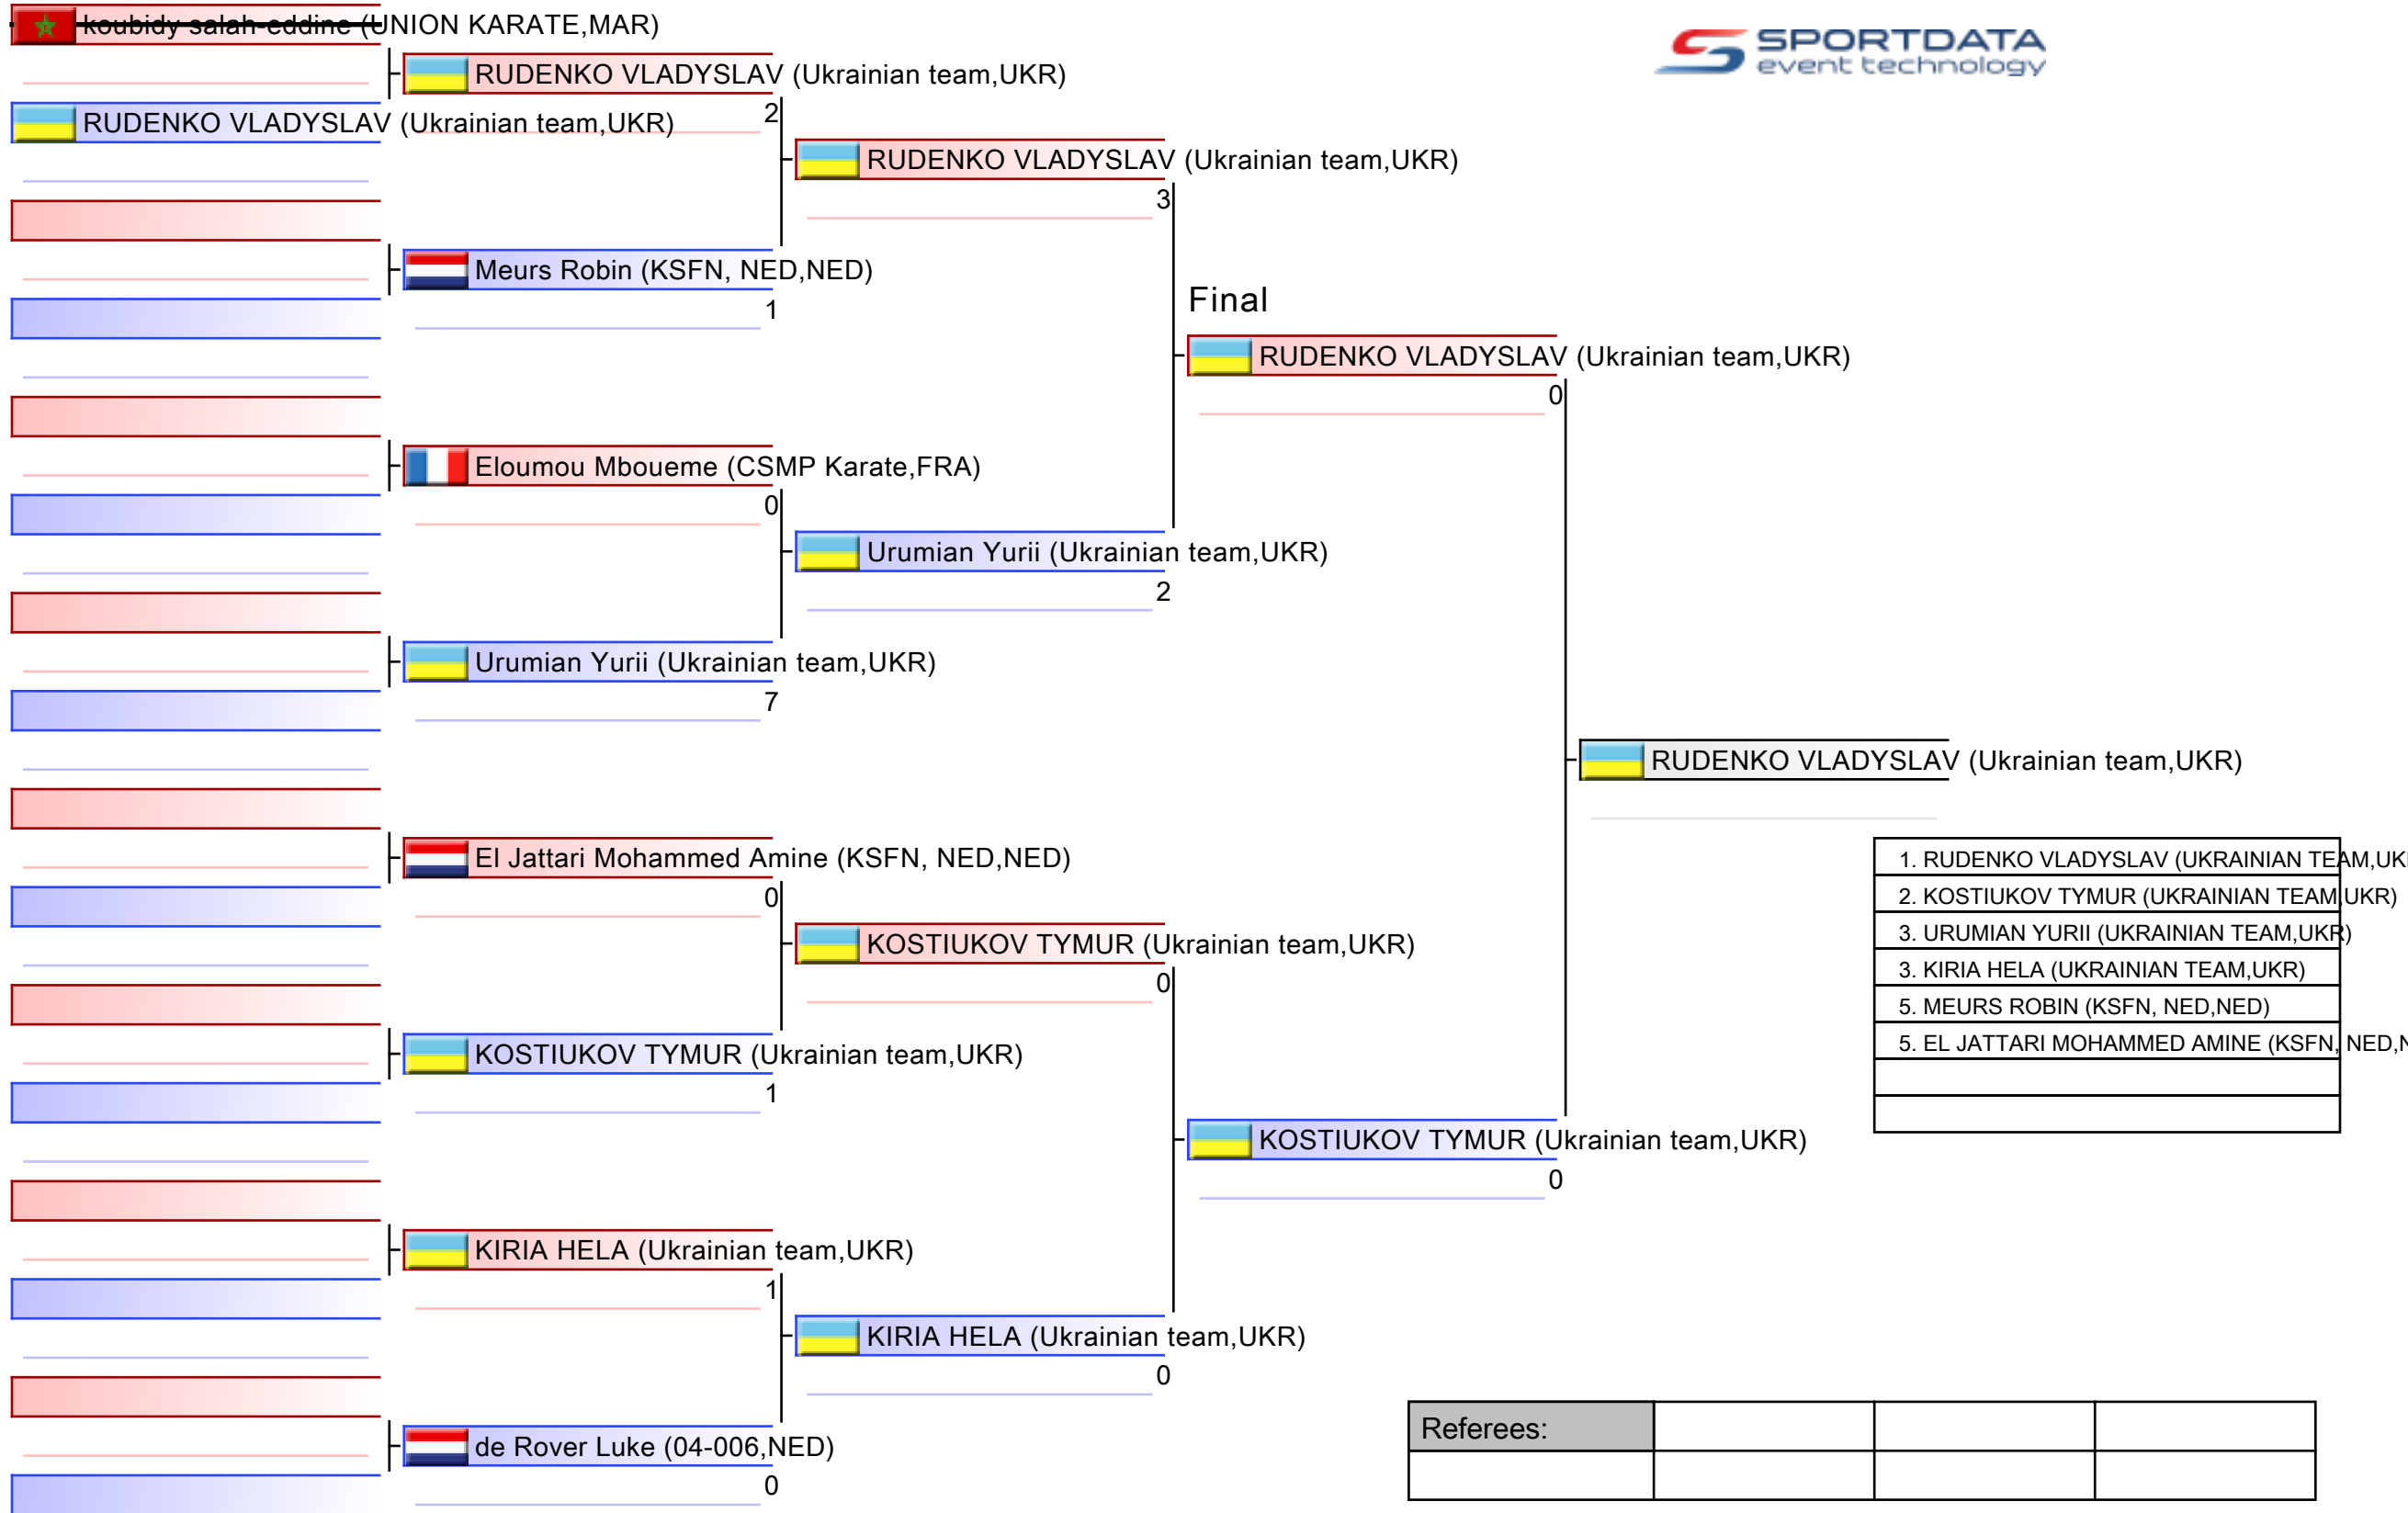 koubidy salah-eddine (UNION KARATE,MAR)
RUDENKO VLADYSLAV (Ukrainian team,UKR)
2
RUDENKO VLADYSLAV (Ukrainian team,UKR)
RUDENKO VLADYSLAV (Ukrainian team,UKR)
3
Meurs Robin (KSFN, NED,NED)
1
Final
RUDENKO VLADYSLAV (Ukrainian team,UKR)
0
Eloumou Mboueme (CSMP Karate,FRA)
0
Urumian Yurii (Ukrainian team,UKR)
2
Urumian Yurii (Ukrainian team,UKR)
7
RUDENKO VLADYSLAV (Ukrainian team,UKR)
El Jattari Mohammed Amine (KSFN, NED,NED)
0
KOSTIUKOV TYMUR (Ukrainian team,UKR)
0
KOSTIUKOV TYMUR (Ukrainian team,UKR)
1
KOSTIUKOV TYMUR (Ukrainian team,UKR)
0
KIRIA HELA (Ukrainian team,UKR)
1
KIRIA HELA (Ukrainian team,UKR)
0
de Rover Luke (04-006,NED)
0
SPORTDATA
event technology
1. RUDENKO VLADYSLAV (UKRAINIAN TEAM,UK
2. KOSTIUKOV TYMUR (UKRAINIAN TEAM,UKR)
3. URUMIAN YURII (UKRAINIAN TEAM,UKR)
3. KIRIA HELA (UKRAINIAN TEAM,UKR)
5. MEURS ROBIN (KSFN, NED,NED)
5. EL JATTARI MOHAMMED AMINE (KSFN, NED,
Referees: